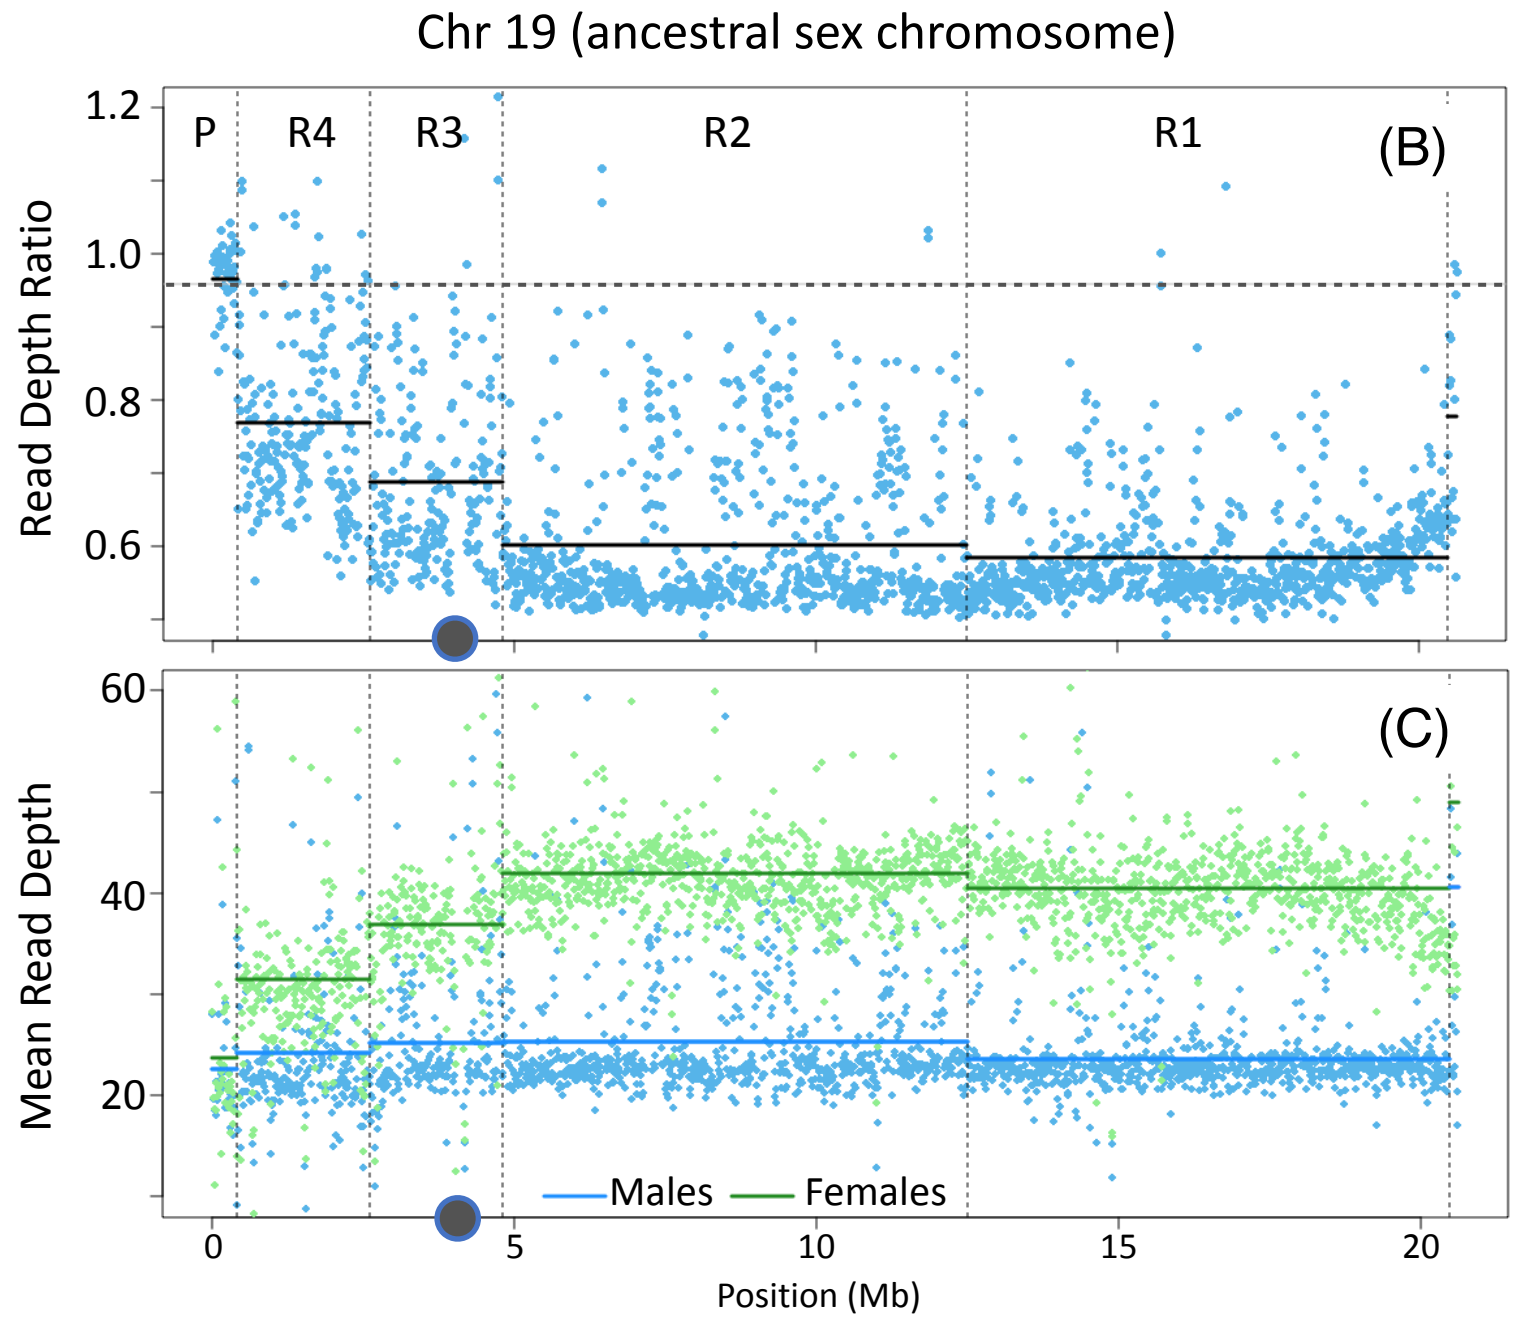 Chr 19 (ancestral sex chromosome)
P R4 R3 R2 R1 (B)
1.2
1.0
0.8
0.6
Read Depth Ratio
(C)
60
40
20
Mean Read Depth
Males Females
0 5 10 15 20
Position (Mb)